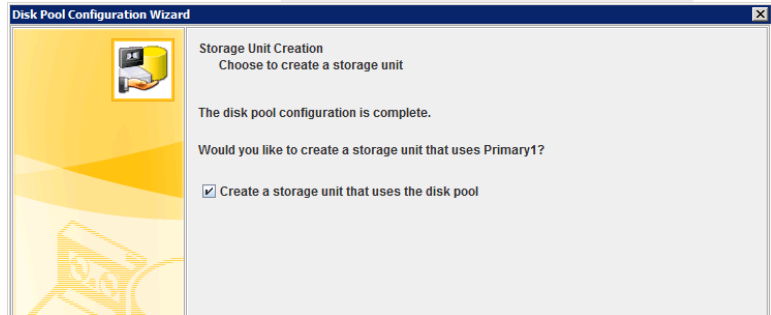 Disk Pool Configuration Wizard
Storage Unit Creation
Choose to create a storage unit
The disk pool configuration is complete.
Would you like to create a storage unit that uses Primary1?
Create a storage unit that uses the disk pool